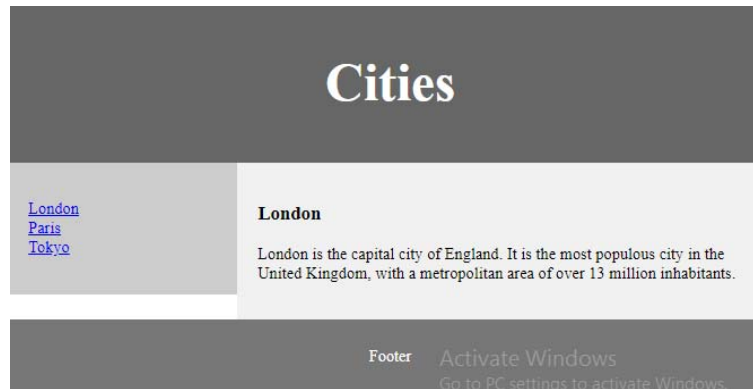 Cities
London
Paris
Tokyo
London
London is the capital city of England. It is the most populous city in the
United Kingdom, with a metropolitan area of over 13 million inhabitants.
Footer
Activate Windows
Go to PC settings to activate Windows.